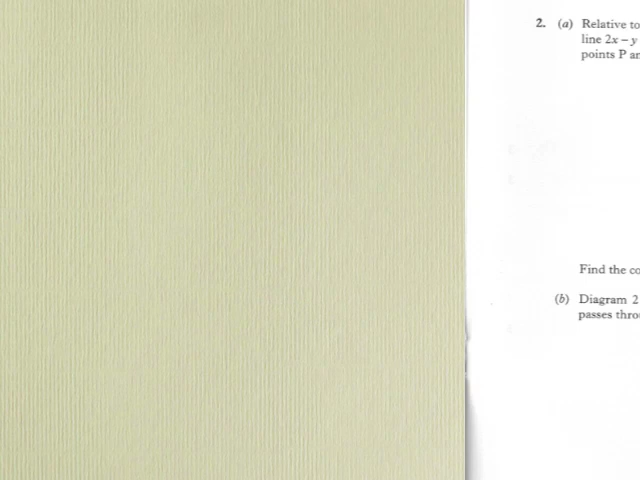 2. (a) Relative to
line 2x – y
points P an
Find the co
(b) Diagram 2
passes thro